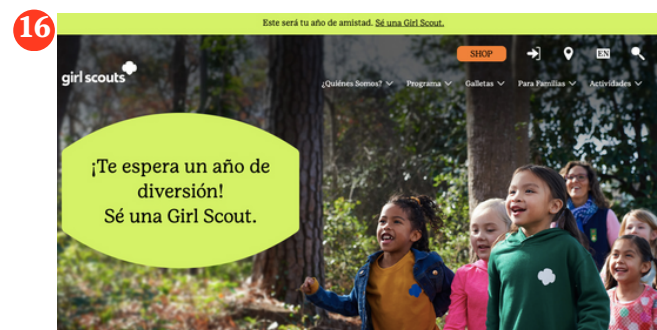 16
Este será tu año de amistad. Sé una Girl Scout.
SHOP
EN
girl scouts
¿Quiénes Somos? Programa Galletas Para Familias Actividades
¡Te espera un año de
diversión!
Sé una Girl Scout.